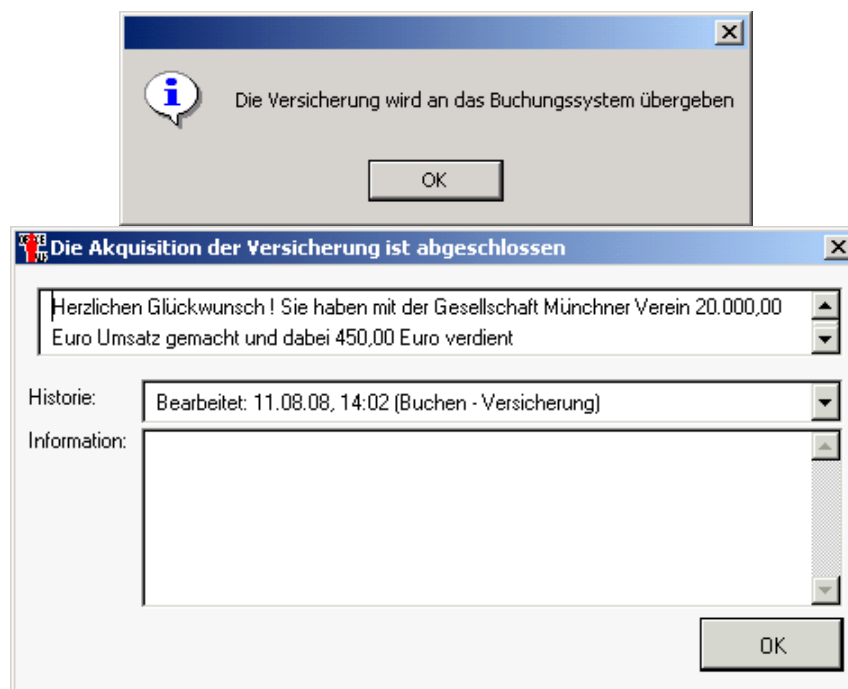 Die Versicherung wird an das Buchungssystem übergeben
OK
Die Akquisition der Versicherung ist abgeschlossen
Herzlichen Glückwunsch ! Sie haben mit der Gesellschaft Münchner Verein 20.000,00
Euro Umsatz gemacht und dabei 450,00 Euro verdient
Historie:
Bearbeitet: 11.08.08, 14:02 (Buchen - Versicherung)
Information:
OK